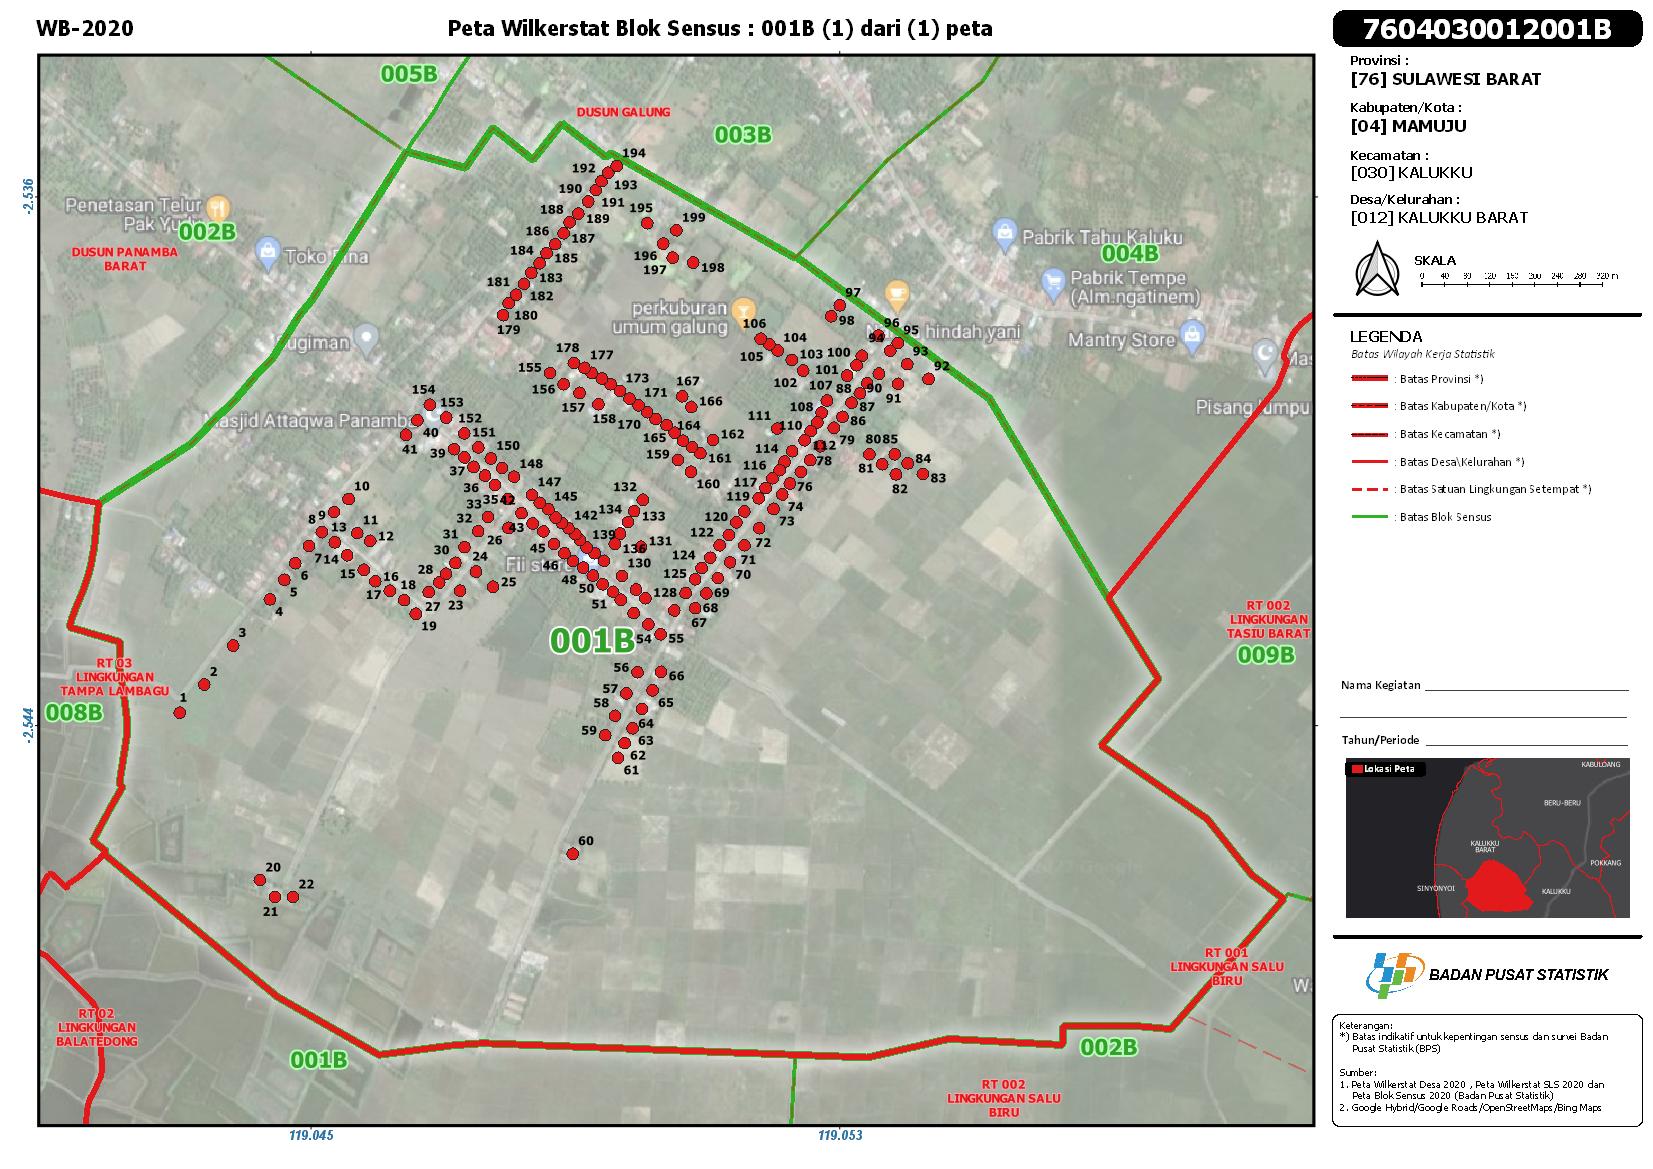 WB-2020
Peta Wilkerstat Blok Sensus : 001B (1) dari (1) peta
7604030012001B
Provinsi :
[76] SULAWESI BARAT
Kabupaten/Kota :
[04] MAMUJU
Kecamatan :
[030] KALUKKU
Desa/Kelurahan :
[012] KALUKKU BARAT
SKALA
0 40 80 120 160 200 240 280 320 m
LEGENDA
Batas Wilayah Kerja Statistik
: Batas Provinsi *)
: Batas Kabupaten/Kota *)
: Batas Kecamatan *)
: Batas Desa\Kelurahan *)
: Batas Satuan Lingkungan Setempat *)
: Batas Blok Sensus
Nama Kegiatan
Tahun/Periode
Lokasi Peta
KABULOANG
BERU-BERU
KALUKKU
BARAT
POKKANG
SINYONYOI
KALUKKU
BADAN PUSAT STATISTIK
Keterangan:
*) Batas indikatif untuk kepentingan sensus dan survei Badan
Pusat Statistik (BPS)
Sumber:
1. Peta Wilkerstat Desa 2020 , Peta Wilkerstat SLS 2020 dan
Peta Blok Sensus 2020 (Badan Pusat Statistik)
2. Google Hybrid/Google Roads/OpenStreetMaps/Bing Maps
005B
DUSUN GALUNG
003B
-2.536
Penetasan Telur
Pak
002B
DUSUN PANAMBA
BARAT
Toko
Pabrik Tahu Kaluku
004B
Pabrik Tempe
(Alm.ngatinem)
Mantry Store
perkuburan
umum galung
hindah yani
Sugiman
Masjid Attaqwa
Pisang
194
192
193
190
191
195
199
188
189
186
187
184
185
196
197
198
183
181
182
180
179
97
98
106
104
105
103
102
96
95
94
93
92
100
101
107
88
90
91
87
86
178
177
155
156
157
158
173
171
170
167
166
164
165
162
161
159
160
108
111
110
112
79
78
80
85
84
81
82
83
114
116
117
119
76
74
73
120
122
72
71
124
125
70
69
68
67
154
153
152
151
150
148
147
145
142
139
40
41
39
37
36
35
42
33
32
31
30
43
45
46
48
50
51
26
24
25
23
27
132
134
133
131
136
130
128
54
55
10
9
8
11
13
12
7
14
15
16
17
18
19
6
5
4
3
2
1
Fii
001B
56
66
57
58
65
59
64
63
62
61
60
20
21
22
RT 03
LINGKUNGAN
TAMPA LAMBAGU
008B
-2.544
RT 002
LINGKUNGAN
TASIU BARAT
009B
RT 001
LINGKUNGAN SALU
BIRU
RT 02
LINGKUNGAN
BALATEDONG
001B
002B
RT 002
LINGKUNGAN SALU
BIRU
119.045
119.053